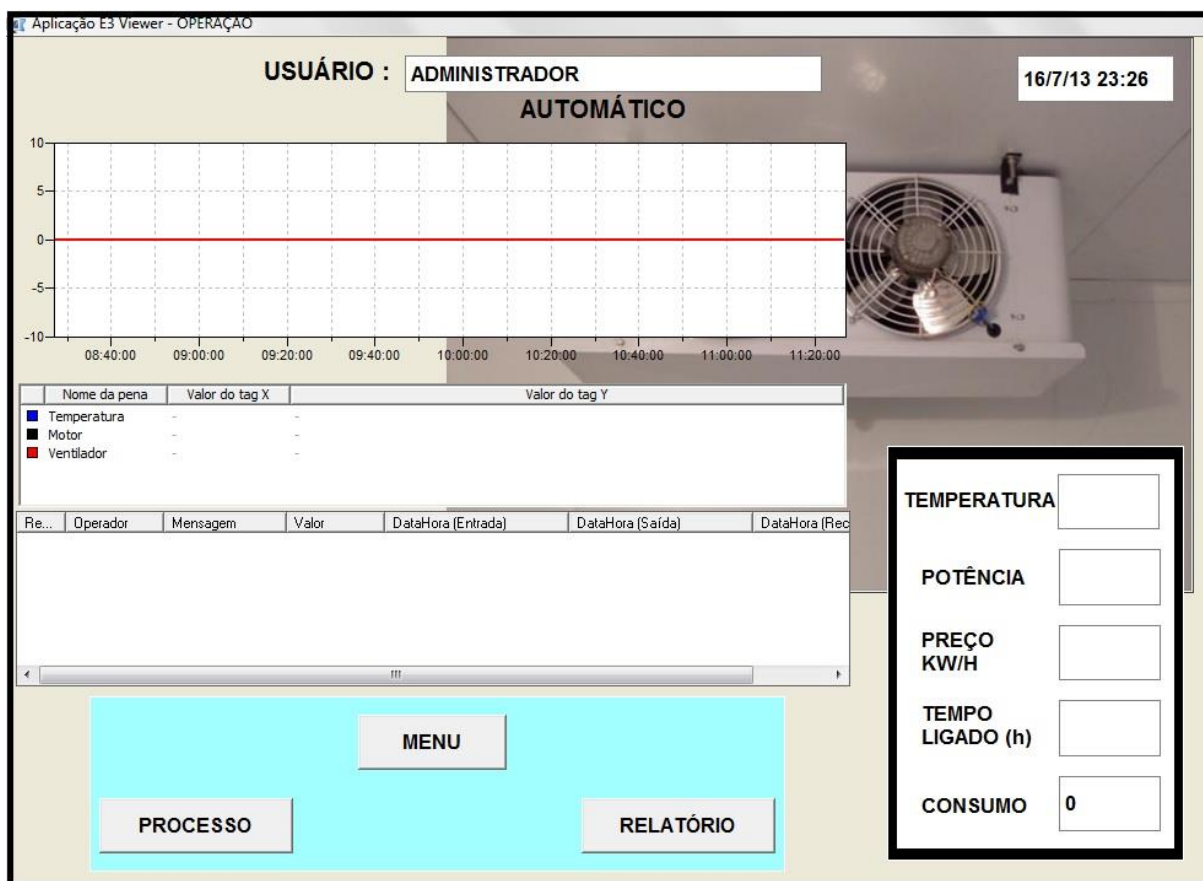 Aplicação E3 Viewer - OPERAÇÃO
USUÁRIO : ADMINISTRADOR
16/7/13 23:26
AUTOMÁTICO
10
5
0
-5
-10
08:40:00 09:00:00 09:20:00 09:40:00 10:00:00 10:20:00 10:40:00 11:00:00 11:20:00
Nome da pena Valor do tag X Valor do tag Y
Temperatura - -
Motor - -
Ventilador - -
Re... Operador Mensagem Valor DataHora (Entrada) DataHora (Saída) DataHora (Rec
MENU
PROCESSO
RELATÓRIO
TEMPERATURA
POTÊNCIA
PREÇO
KW/H
TEMPO
LIGADO (h)
CONSUMO 0